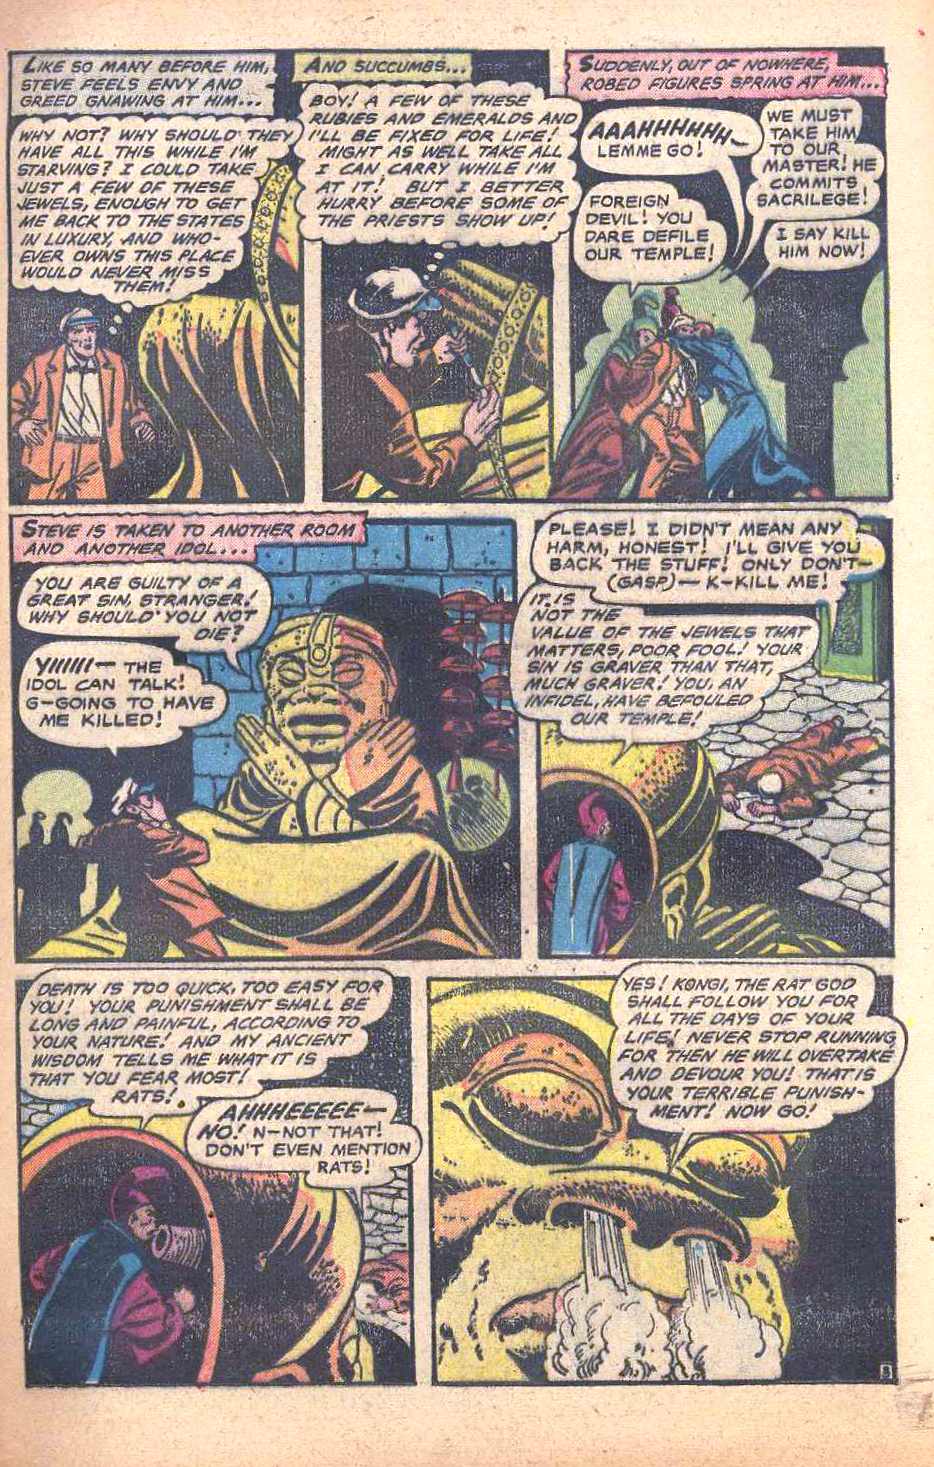 LIKE SO MANY BEFORE HIM,
STEVE FEELS ENVY AND
GREED GNAWING AT HIM...
WHY NOT? WHY SHOULD THEY
HAVE ALL THIS WHILE I'M
STARVING? I COULD TAKE
JUST A FEW OF THESE
JEWELS, ENOUGH TO GET
ME BACK TO THE STATES
IN LUXURY, AND WHO-
EVER OWNS THIS PLACE
WOULD NEVER MISS
THEM!
AND SUCCUMBS...
BOY! A FEW OF THESE
RUBIES AND EMERALDS AND
I'LL BE FIXED FOR LIFE!
MIGHT AS WELL TAKE ALL
I CAN CARRY WHILE I'M
AT IT! BUT I BETTER
HURRY BEFORE SOME OF
THE PRIESTS SHOW UP!
SUDDENLY, OUT OF NOWHERE,
ROBED FIGURES SPRING AT HIM...
AAAHHHHHH-
LEMME GO!
WE MUST
TAKE HIM
TO OUR
MASTER! HE
COMMITS
SACRILEGE!
FOREIGN
DEVIL! YOU
DARE DEFILE
OUR TEMPLE!
I SAY KILL
HIM NOW!
STEVE IS TAKEN TO ANOTHER ROOM
AND ANOTHER IDOL...
YOU ARE GUILTY OF A
GREAT SIN, STRANGER!
WHY SHOULD YOU NOT
DIE?
YIIIIII- THE
IDOL CAN TALK!
G-GOING TO HAVE
ME KILLED!
PLEASE! I DIDN'T MEAN ANY
HARM, HONEST! I'LL GIVE YOU
BACK THE STUFF! ONLY DON'T-
(GASP)- K-KILL ME!
IT IS
NOT THE
VALUE OF THE JEWELS THAT
MATTERS, POOR FOOL! YOUR
SIN IS GRAVER THAN THAT,
MUCH GRAVER! YOU, AN
INFIDEL, HAVE BEFOULED
OUR TEMPLE!
DEATH IS TOO QUICK, TOO EASY FOR
YOU! YOUR PUNISHMENT SHALL BE
LONG AND PAINFUL, ACCORDING TO
YOUR NATURE! AND MY ANCIENT
WISDOM TELLS ME WHAT IT IS
THAT YOU FEAR MOST!
RATS!
AHHHEEEEE-
NO! N-NOT THAT!
DON'T EVEN MENTION
RATS!
YES! KONGI, THE RAT GOD
SHALL FOLLOW YOU FOR
ALL THE DAYS OF YOUR
LIFE! NEVER STOP RUNNING
FOR THEN HE WILL OVERTAKE
AND DEVOUR YOU! THAT IS
YOUR TERRIBLE PUNISH-
MENT! NOW GO!